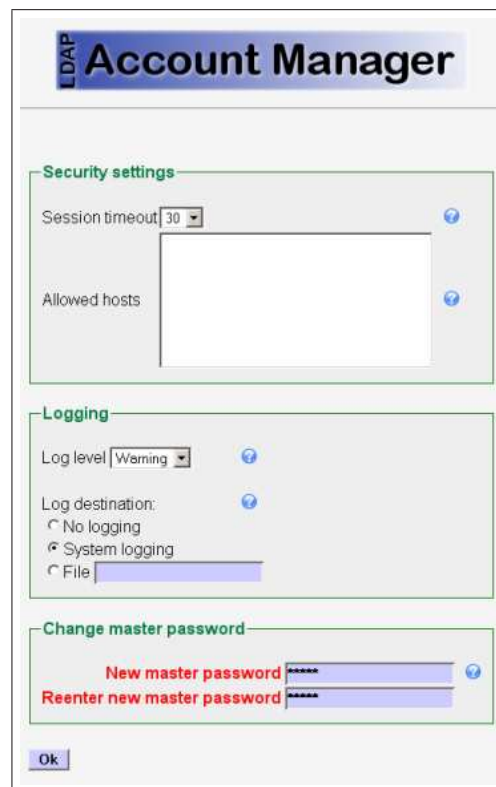 LDAP Account Manager
Security settings
Session timeout 30
Allowed hosts
Logging
Log level Warning
Log destination:
No logging
System logging
File
Change master password
New master password *****
Reenter new master password *****
Ok